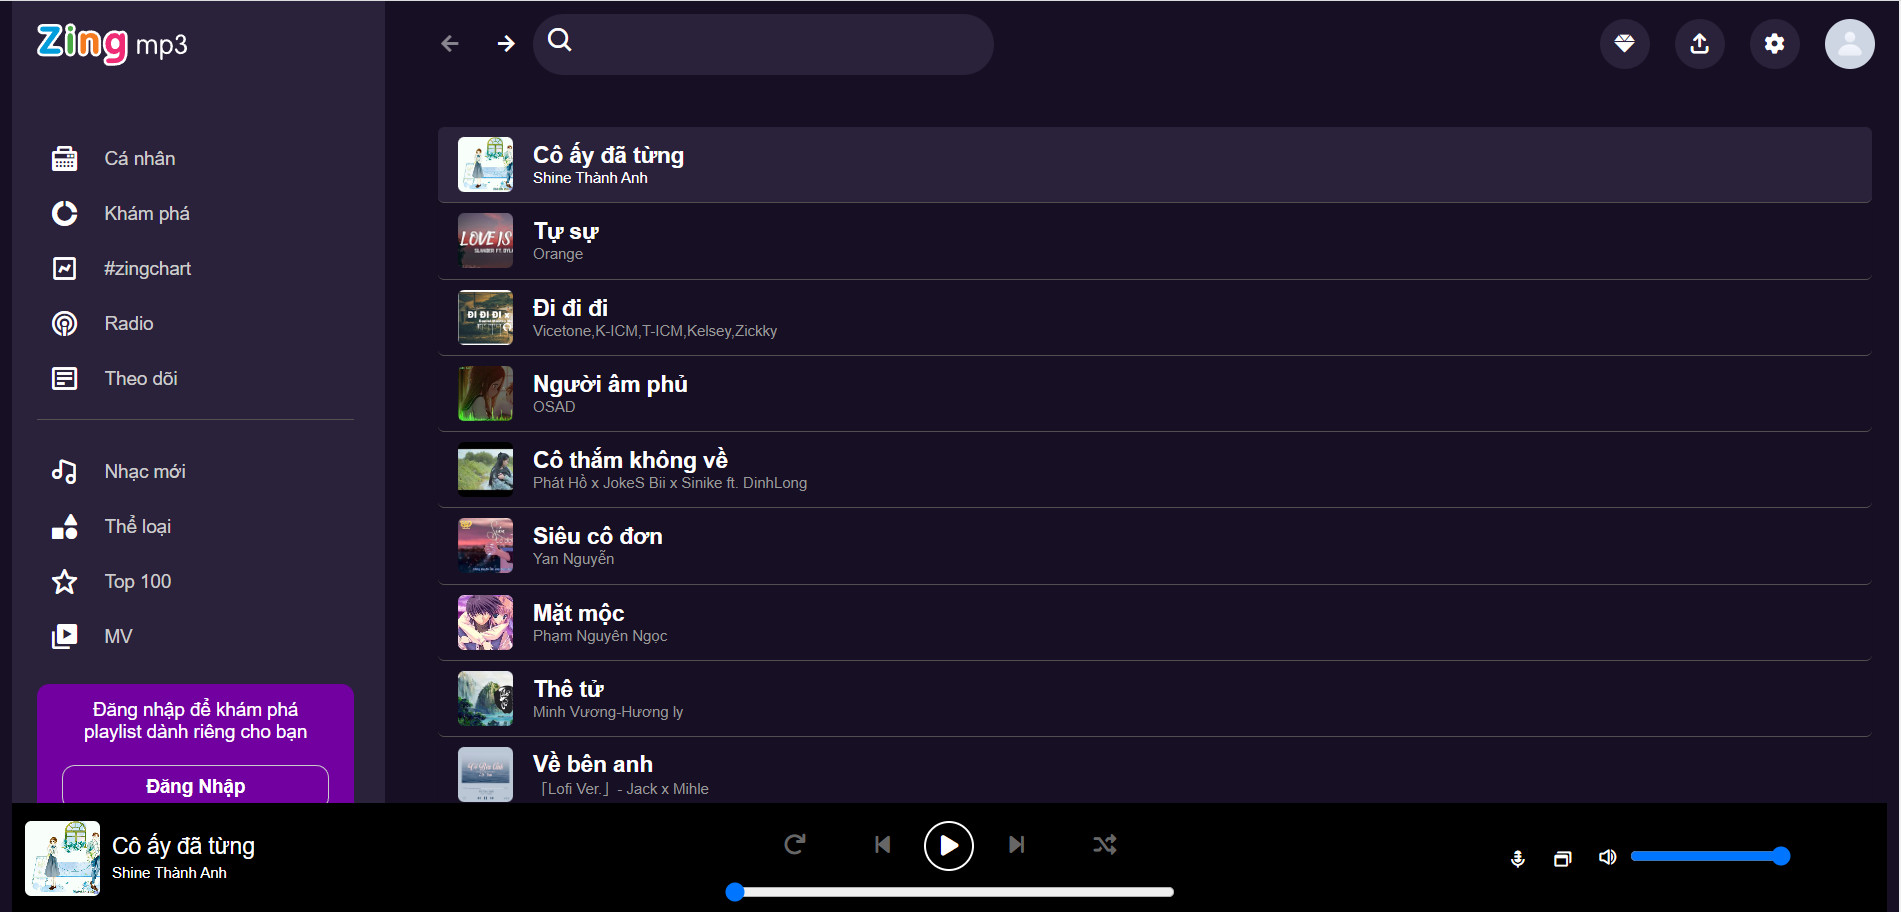 Zing mp3
Cá nhân
Khám phá
#zingchart
Radio
Theo dõi
Nhạc mới
Thể loại
Top 100
MV
Đăng nhập để khám phá
playlist dành riêng cho bạn
Đăng Nhập
Cô ấy đã từng
Shine Thành Anh
LOVE IS
Tự sự
Orange
ĐI ĐI ĐI x
Đi đi đi
Vicetone,K-ICM,T-ICM,Kelsey,Zickky
Người âm phủ
OSAD
Cô thắm không về
Phát Hồ x JokeS Bii x Sinike ft. DinhLong
Siêu cô đơn
Yan Nguyễn
Mặt mộc
Phạm Nguyên Ngọc
Thê tử
Minh Vương-Hương ly
Về bên anh
「Lofi Ver.」- Jack x Mihle
Cô ấy đã từng
Shine Thành Anh